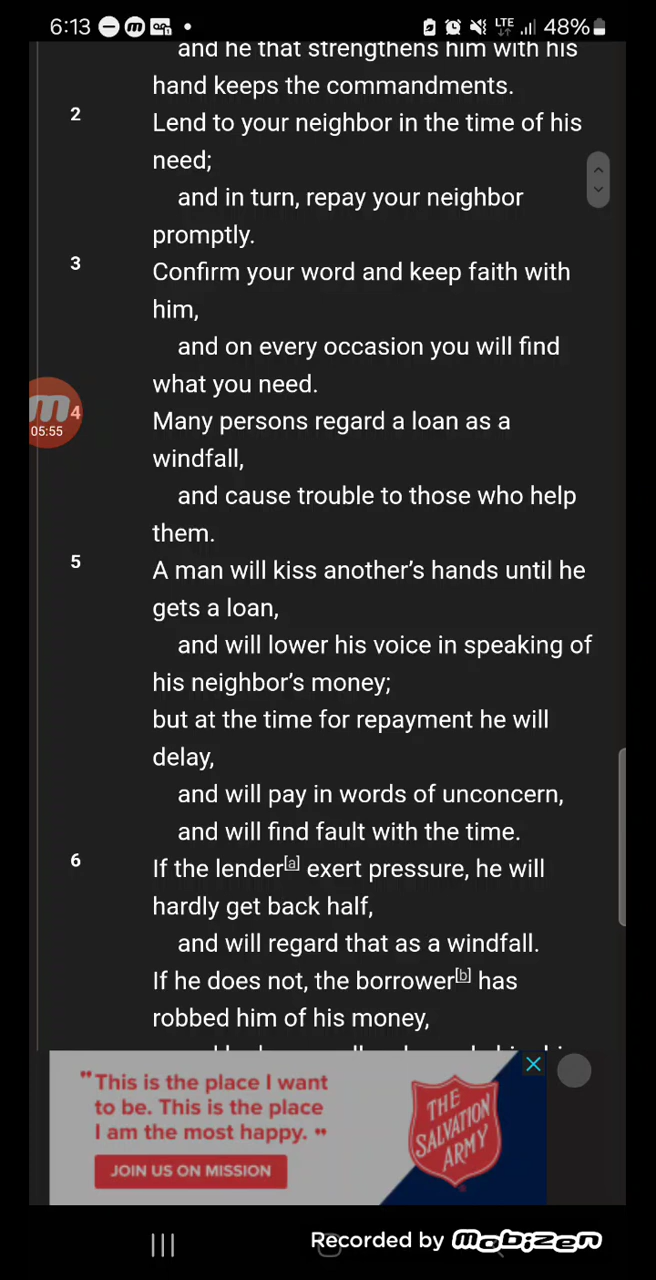 6:13 48%
LTE
and he that strengthens him with his
hand keeps the commandments.
2 Lend to your neighbor in the time of his
need;
and in turn, repay your neighbor
promptly.
3 Confirm your word and keep faith with
him,
and on every occasion you will find
what you need.
4 Many persons regard a loan as a
windfall,
05:55
and cause trouble to those who help
them.
5 A man will kiss another’s hands until he
gets a loan,
and will lower his voice in speaking of
his neighbor’s money;
but at the time for repayment he will
delay,
and will pay in words of unconcern,
and will find fault with the time.
6 If the lender[a] exert pressure, he will
hardly get back half,
and will regard that as a windfall.
If he does not, the borrower[b] has
robbed him of his money,
"This is the place I want
to be. This is the place
I am the most happy."
JOIN US ON MISSION
THE
SALVATION
ARMY
Recorded by mobizen